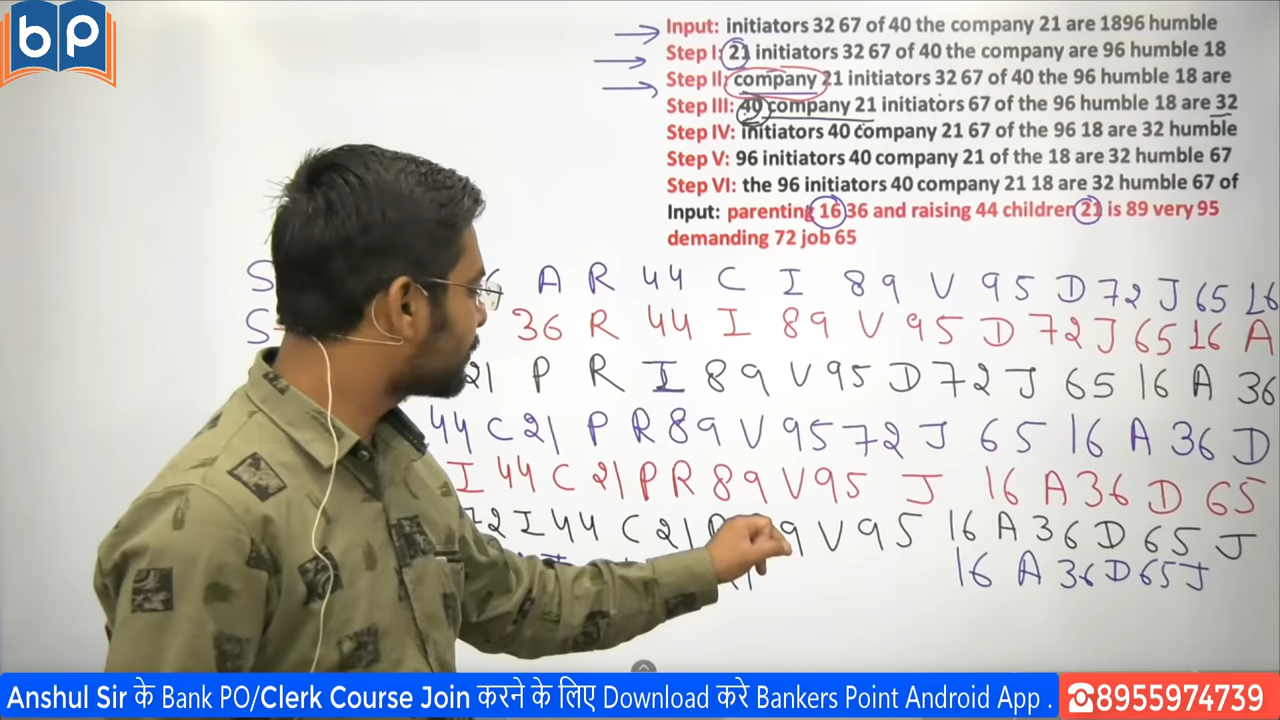 bp
Input: initiators 32 67 of 40 the company 21 are 1896 humble
Step I: 21 initiators 32 67 of 40 the company are 96 humble 18
Step II: company 21 initiators 32 67 of 40 the 96 humble 18 are
Step III: 40 company 21 initiators 67 of the 96 humble 18 are 32
Step IV: initiators 40 company 21 67 of the 96 18 are 32 humble
Step V: 96 initiators 40 company 21 of the 18 are 32 humble 67
Step VI: the 96 initiators 40 company 21 18 are 32 humble 67 of
Input: parenting 16 36 and raising 44 children 21 is 89 very 95
demanding 72 job 65
S A R 44 C I 89 V 95 D 72 J 65 16
S 36 R 44 I 89 V 95 D 72 J 65 16 A
21 P R I 89 V 95 D 72 J 65 16 A 36
44 C 21 P R 89 V 95 72 J 65 16 A 36 D
I 44 C 21 P R 89 V 95 J 16 A 36 D 65
72 I 44 C 21 V 95 16 A 36 D 65 J
16 A 36 D 65 J
Anshul Sir के Bank PO/Clerk Course Join करने के लिए Download करे Bankers Point Android App .
☎8955974739